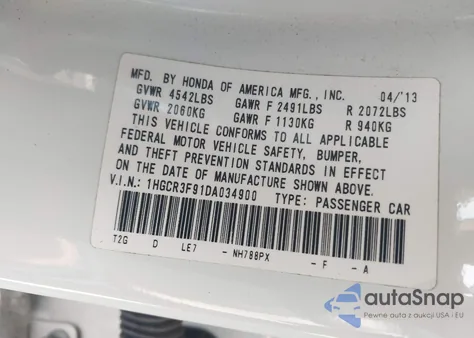 MFD. BY HONDA OF AMERICA MFG., INC. 04/'13
GVWR 4542LBS GAWR F 2491LBS R 2072LBS
GVWR 2060KG GAWR F 1130KG R 940KG
THIS VEHICLE CONFORMS TO ALL APPLICABLE
FEDERAL MOTOR VEHICLE SAFETY, BUMPER,
AND THEFT PREVENTION STANDARDS IN EFFECT
ON THE DATE OF MANUFACTURE SHOWN ABOVE.
V.I.N.: 1HGCR3F91DA034900 TYPE: PASSENGER CAR
T2G D LE7 - NH788PX - F - A
autoSnap
Pewne auta z aukcji USA i EU